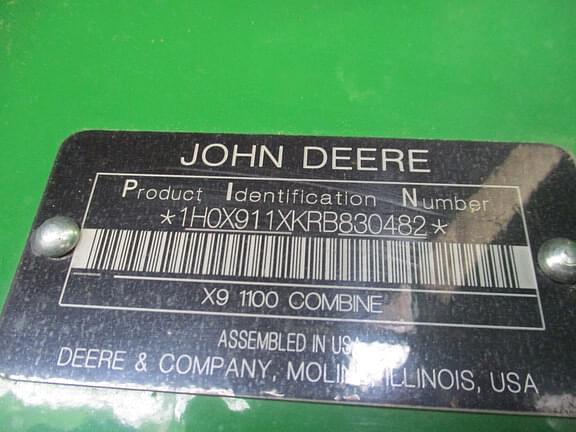 JOHN DEERE
Product Identification Number
*1H0X911XKRB830482*
X9 1100 COMBINE
ASSEMBLED IN USA
DEERE & COMPANY, MOLINE, ILLINOIS, USA